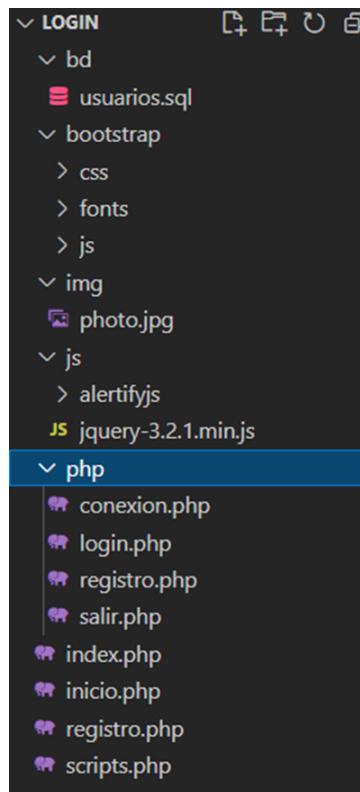 LOGIN
bd
usuarios.sql
bootstrap
css
fonts
js
img
photo.jpg
js
alertifyjs
JS jquery-3.2.1.min.js
php
conexion.php
login.php
registro.php
salir.php
index.php
inicio.php
registro.php
scripts.php